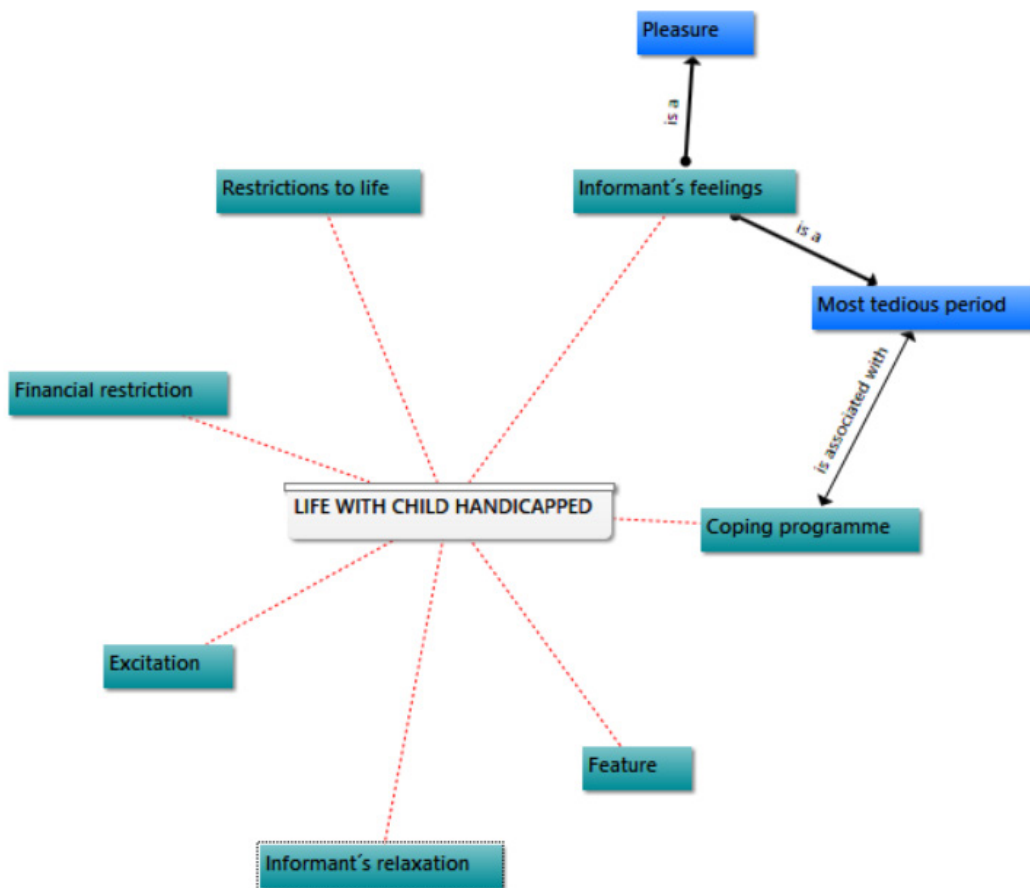 Pleasure
is a
Restrictions to life
Informant´s feelings
is a
Most tedious period
Financial restriction
is associated with
LIFE WITH CHILD HANDICAPPED
Coping programme
Excitation
Feature
Informant´s relaxation